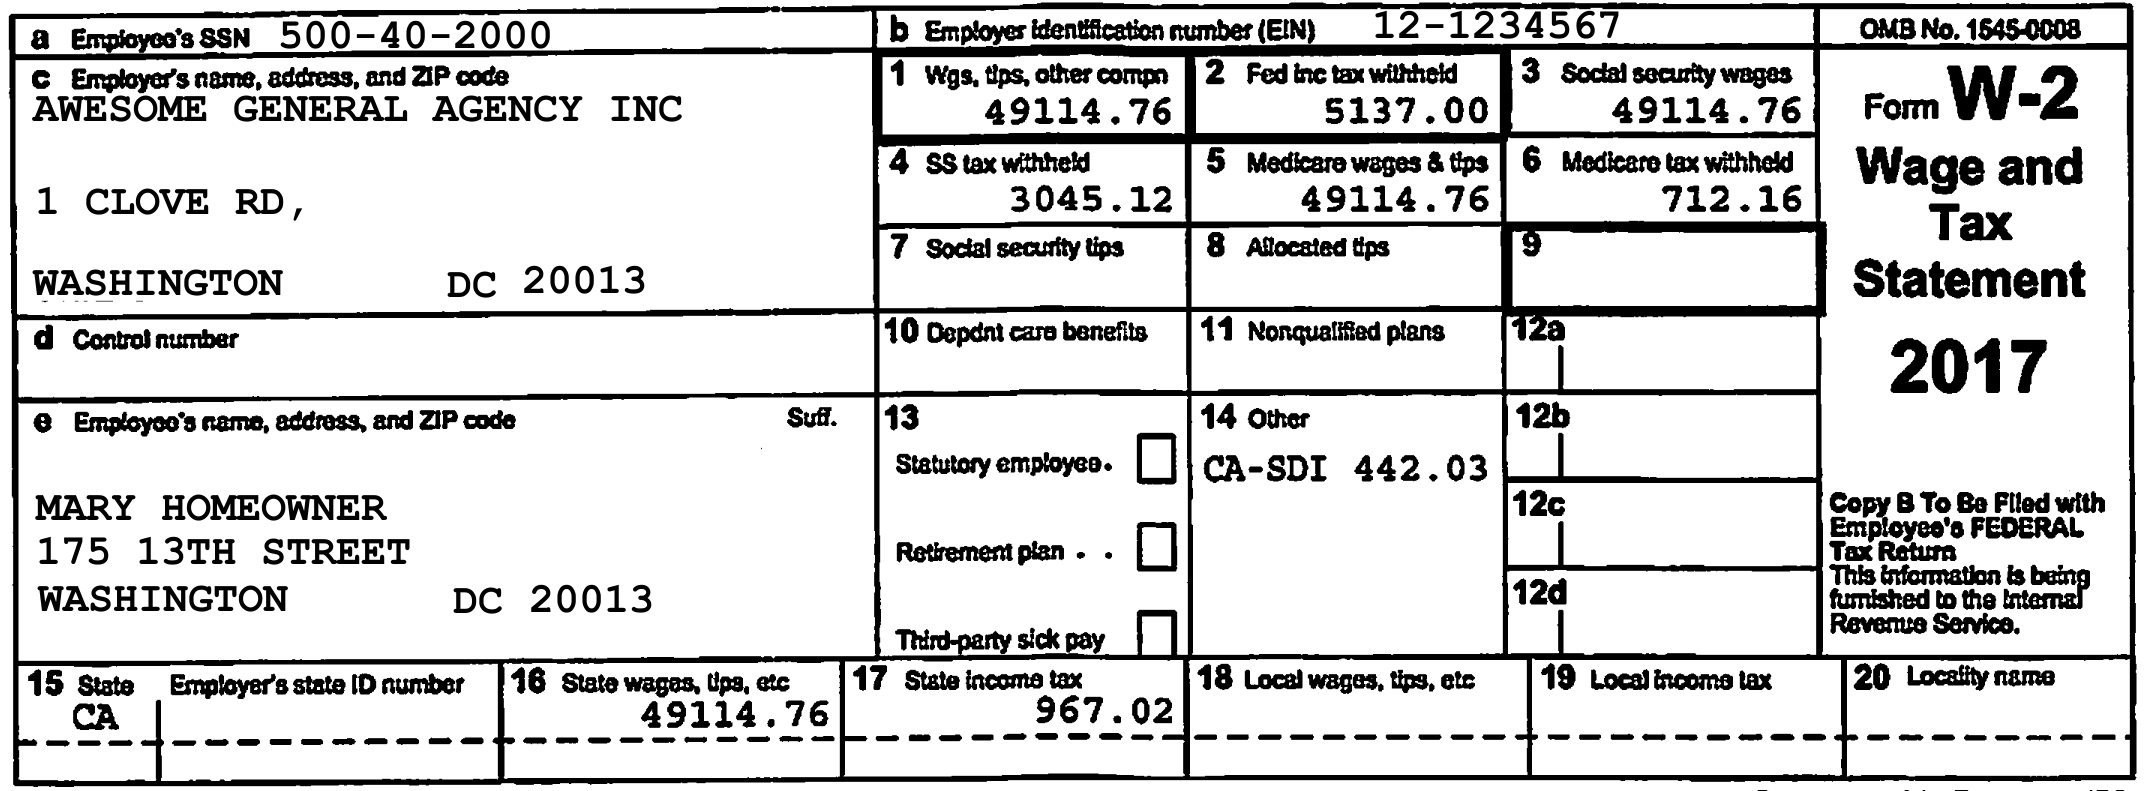 a Employee's SSN 500-40-2000
b Employer identification number (EIN) 12-1234567
OMB No. 1545-0008
c Employer's name, address, and ZIP code
AWESOME GENERAL AGENCY INC
1 CLOVE RD,
WASHINGTON DC 20013
1 Wgs, tips, other compn
49114.76
2 Fed inc tax withheld
5137.00
3 Social security wages
49114.76
4 SS tax withheld
3045.12
5 Medicare wages & tips
49114.76
6 Medicare tax withheld
712.16
7 Social security tips
8 Allocated tips
9
Form W-2
Wage and
Tax
Statement
2017
d Control number
10 Depdnt care benefits
11 Nonqualified plans
12a
e Employee's name, address, and ZIP code Suff.
MARY HOMEOWNER
175 13TH STREET
WASHINGTON DC 20013
13
Statutory employee.
Retirement plan . .
Third-party sick pay
14 Other
CA-SDI 442.03
12b
12c
12d
Copy B To Be Filed with
Employee's FEDERAL
Tax Return
This information is being
furnished to the Internal
Revenue Service.
15 State Employer's state ID number
CA
16 State wages, tips, etc
49114.76
17 State income tax
967.02
18 Local wages, tips, etc
19 Local income tax
20 Locality name